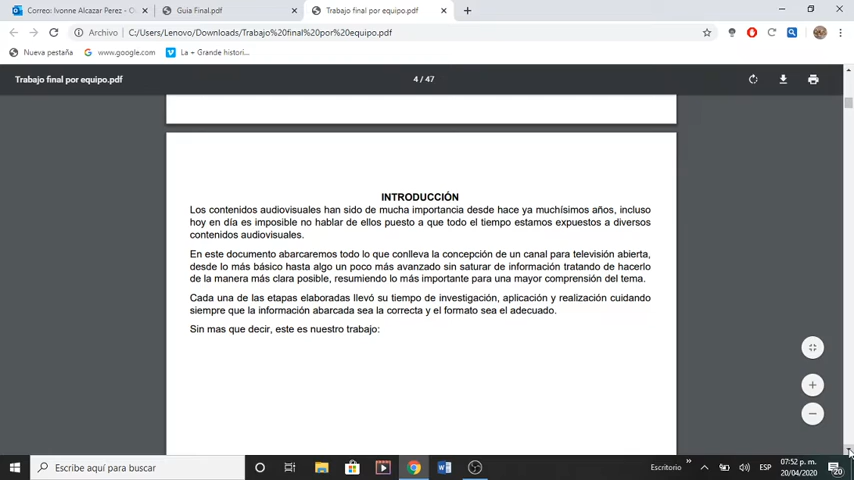 Correo: Ivonne Alcazar Perez - O
Guia Final.pdf
Trabajo final por equipo.pdf
Archivo
C:/Users/Lenovo/Downloads/Trabajo%20final%20por%20equipo.pdf
Nueva pestaña
www.google.com
La + Grande histori...
Trabajo final por equipo.pdf
4 / 47
INTRODUCCIÓN
Los contenidos audiovisuales han sido de mucha importancia desde hace ya muchísimos años, incluso
hoy en día es imposible no hablar de ellos puesto a que todo el tiempo estamos expuestos a diversos
contenidos audiovisuales.
En este documento abarcaremos todo lo que conlleva la concepción de un canal para televisión abierta,
desde lo más básico hasta algo un poco más avanzado sin saturar de información tratando de hacerlo
de la manera más clara posible, resumiendo lo más importante para una mayor comprensión del tema.
Cada una de las etapas elaboradas llevó su tiempo de investigación, aplicación y realización cuidando
siempre que la información abarcada sea la correcta y el formato sea el adecuado.
Sin mas que decir, este es nuestro trabajo:
Escribe aquí para buscar
Escritorio
ESP
07:52 p. m.
20/04/2020
20